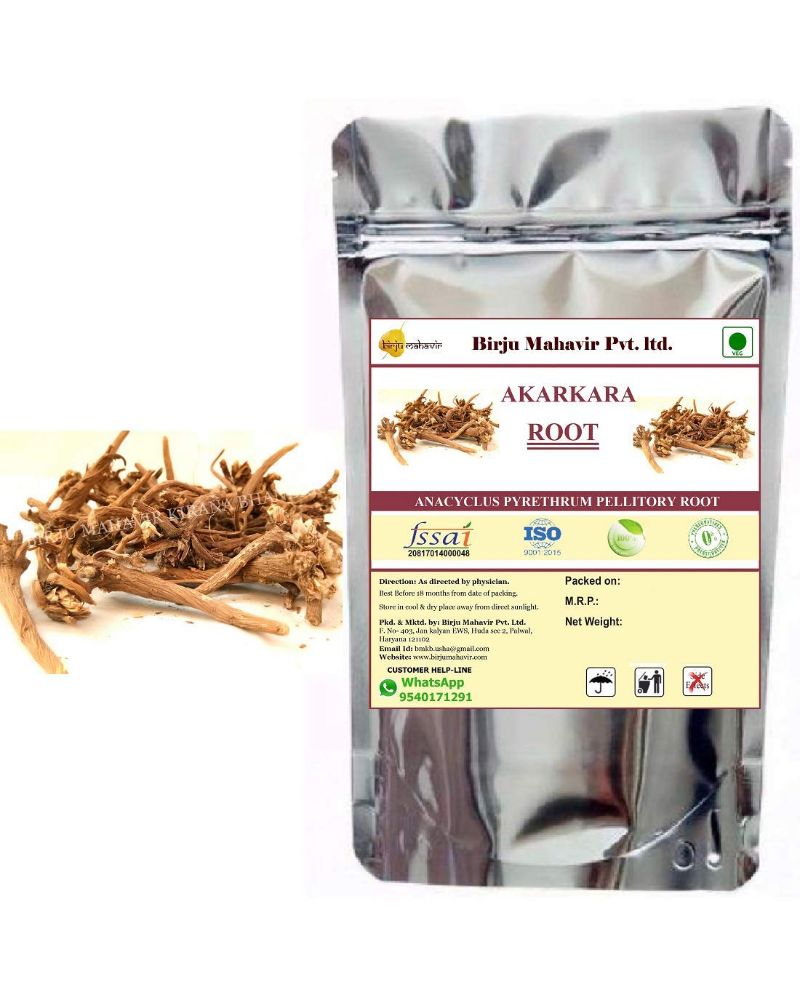 birju mahavir
Birju Mahavir Pvt. ltd.
VEG
AKARKARA
ROOT
ANACYCLUS PYRETHRUM PELLITORY ROOT
fssai
20817014000048
ISO
9001:2015
100%
0%
Direction: As directed by physician.
Best Before 18 months from date of packing.
Store in cool & dry place away from direct sunlight.
Pkd. & Mktd. by: Birju Mahavir Pvt. Ltd.
F. No- 403, Jan kalyan EWS, Huda sec 2, Palwal,
Haryana 121102
Email Id: bmkb.usha@gmail.com
Website: www.birjumahavir.com
CUSTOMER HELP-LINE
WhatsApp
9540171291
Packed on:
M.R.P.:
Net Weight:
Side
Effects
BIRJU MAHAVIR KIRANA BHAN